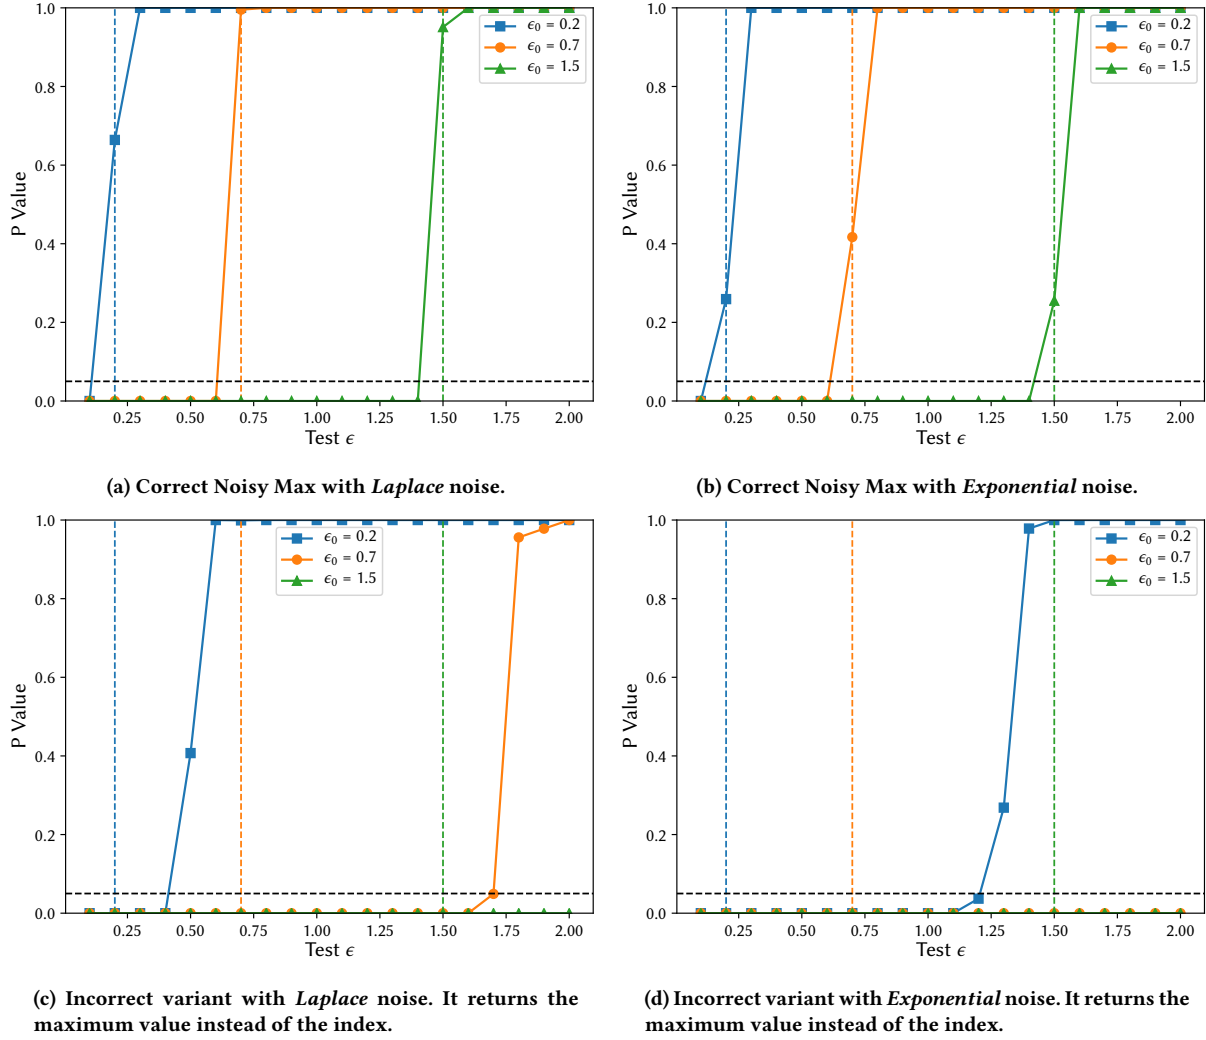 1.0
0.8
0.6
0.4
0.2
0.0
P Value
0.25 0.50 0.75 1.00 1.25 1.50 1.75 2.00
Test ϵ
ϵ₀ = 0.2
ϵ₀ = 0.7
ϵ₀ = 1.5
(a) Correct Noisy Max with Laplace noise.
1.0
0.8
0.6
0.4
0.2
0.0
P Value
0.25 0.50 0.75 1.00 1.25 1.50 1.75 2.00
Test ϵ
ϵ₀ = 0.2
ϵ₀ = 0.7
ϵ₀ = 1.5
(b) Correct Noisy Max with Exponential noise.
1.0
0.8
0.6
0.4
0.2
0.0
P Value
0.25 0.50 0.75 1.00 1.25 1.50 1.75 2.00
Test ϵ
ϵ₀ = 0.2
ϵ₀ = 0.7
ϵ₀ = 1.5
(c) Incorrect variant with Laplace noise. It returns the
maximum value instead of the index.
1.0
0.8
0.6
0.4
0.2
0.0
P Value
0.25 0.50 0.75 1.00 1.25 1.50 1.75 2.00
Test ϵ
ϵ₀ = 0.2
ϵ₀ = 0.7
ϵ₀ = 1.5
(d) Incorrect variant with Exponential noise. It returns the
maximum value instead of the index.